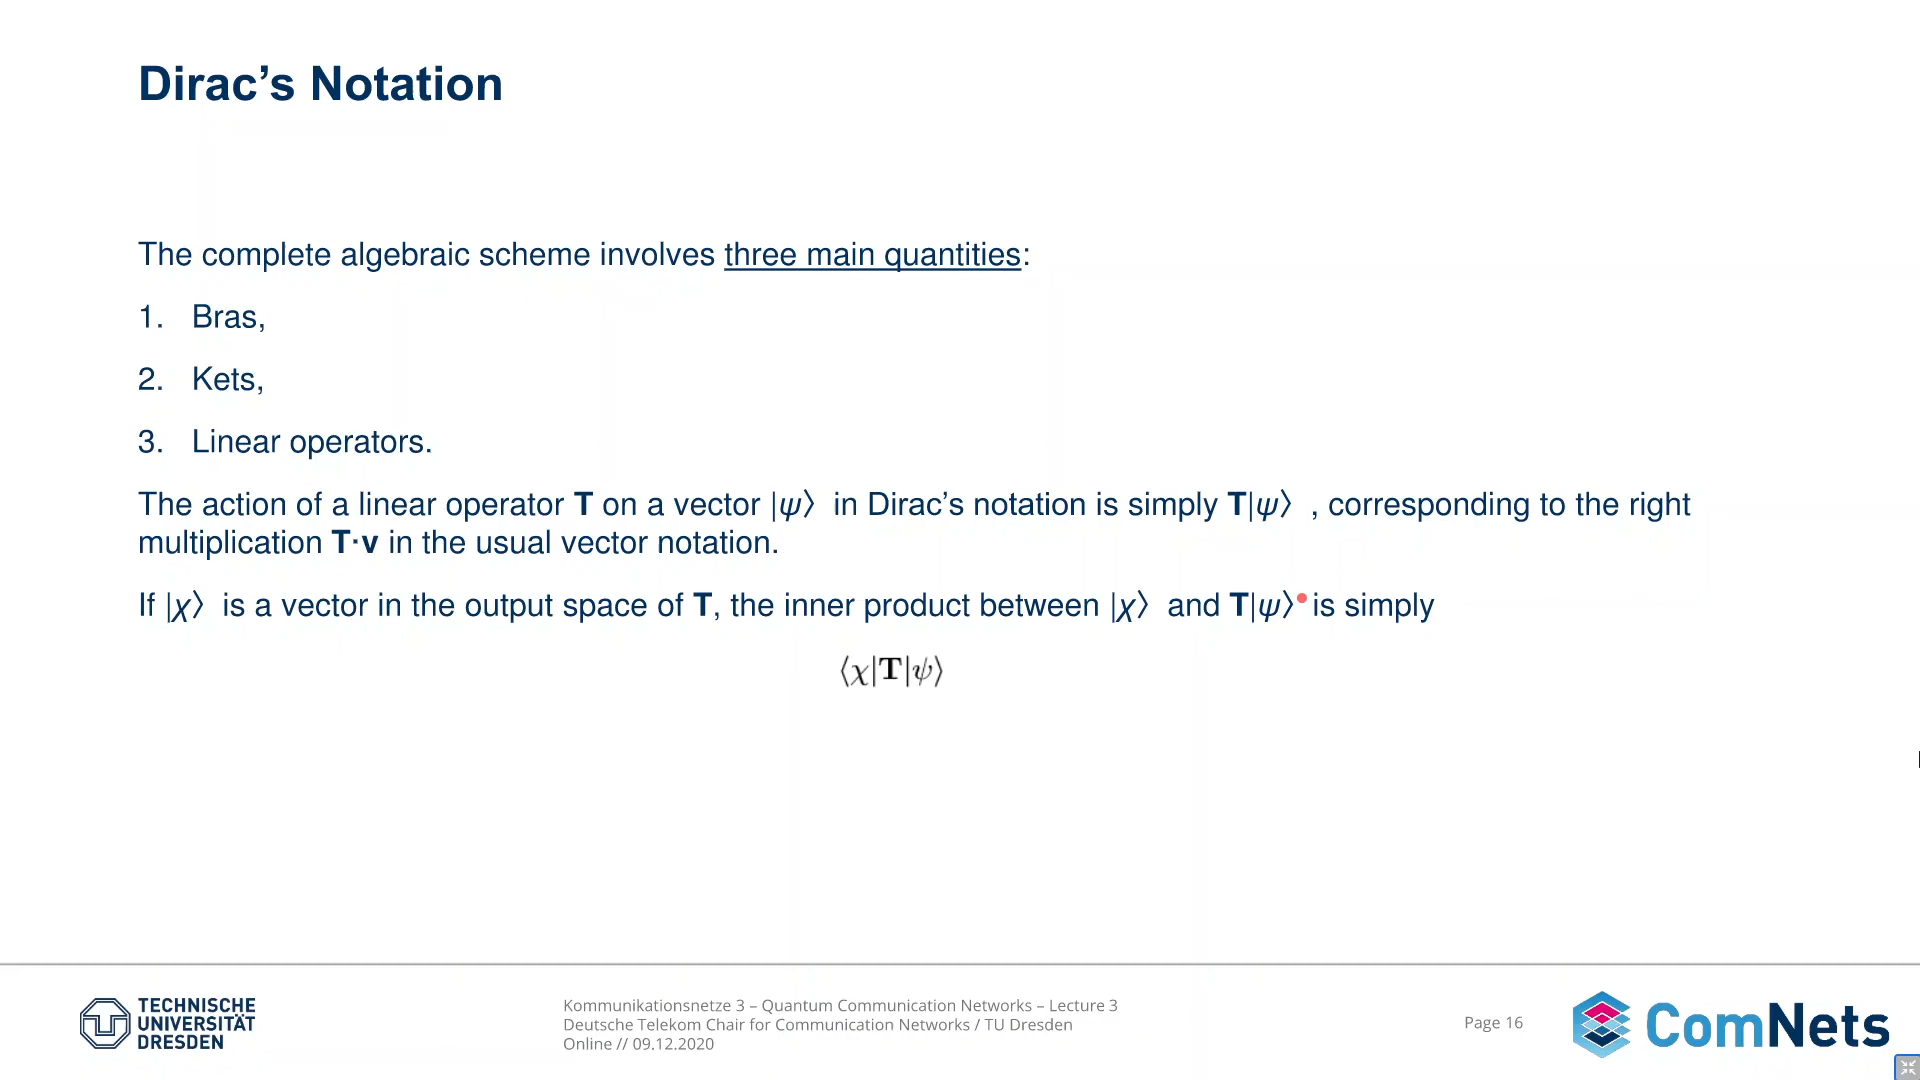 Dirac’s Notation
The complete algebraic scheme involves three main quantities:
1. Bras,
2. Kets,
3. Linear operators.
The action of a linear operator T on a vector |ψ〉 in Dirac’s notation is simply T|ψ〉 , corresponding to the right
multiplication T·v in the usual vector notation.
If |χ〉 is a vector in the output space of T, the inner product between |χ〉 and T|ψ〉 is simply
⟨χ|T|ψ⟩
TECHNISCHE
UNIVERSITÄT
DRESDEN
Kommunikationsnetze 3 – Quantum Communication Networks – Lecture 3
Deutsche Telekom Chair for Communication Networks / TU Dresden
Online // 09.12.2020
Page 16
ComNets